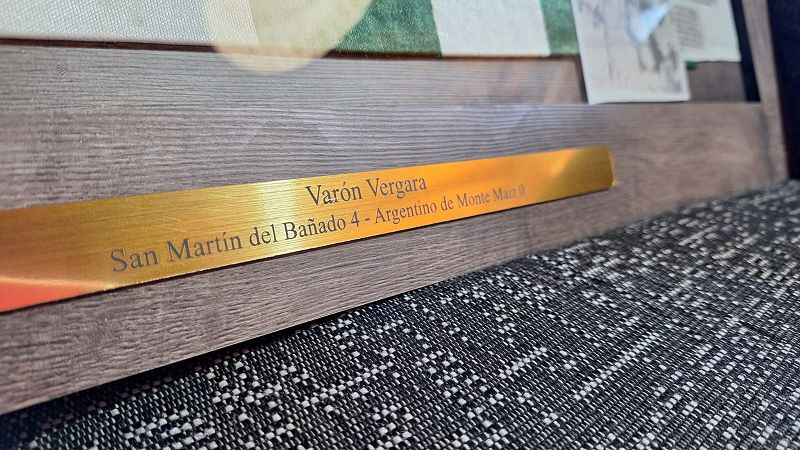 Varón Vergara
San Martín del Bañado 4 - Argentino de Monte Maíz 0